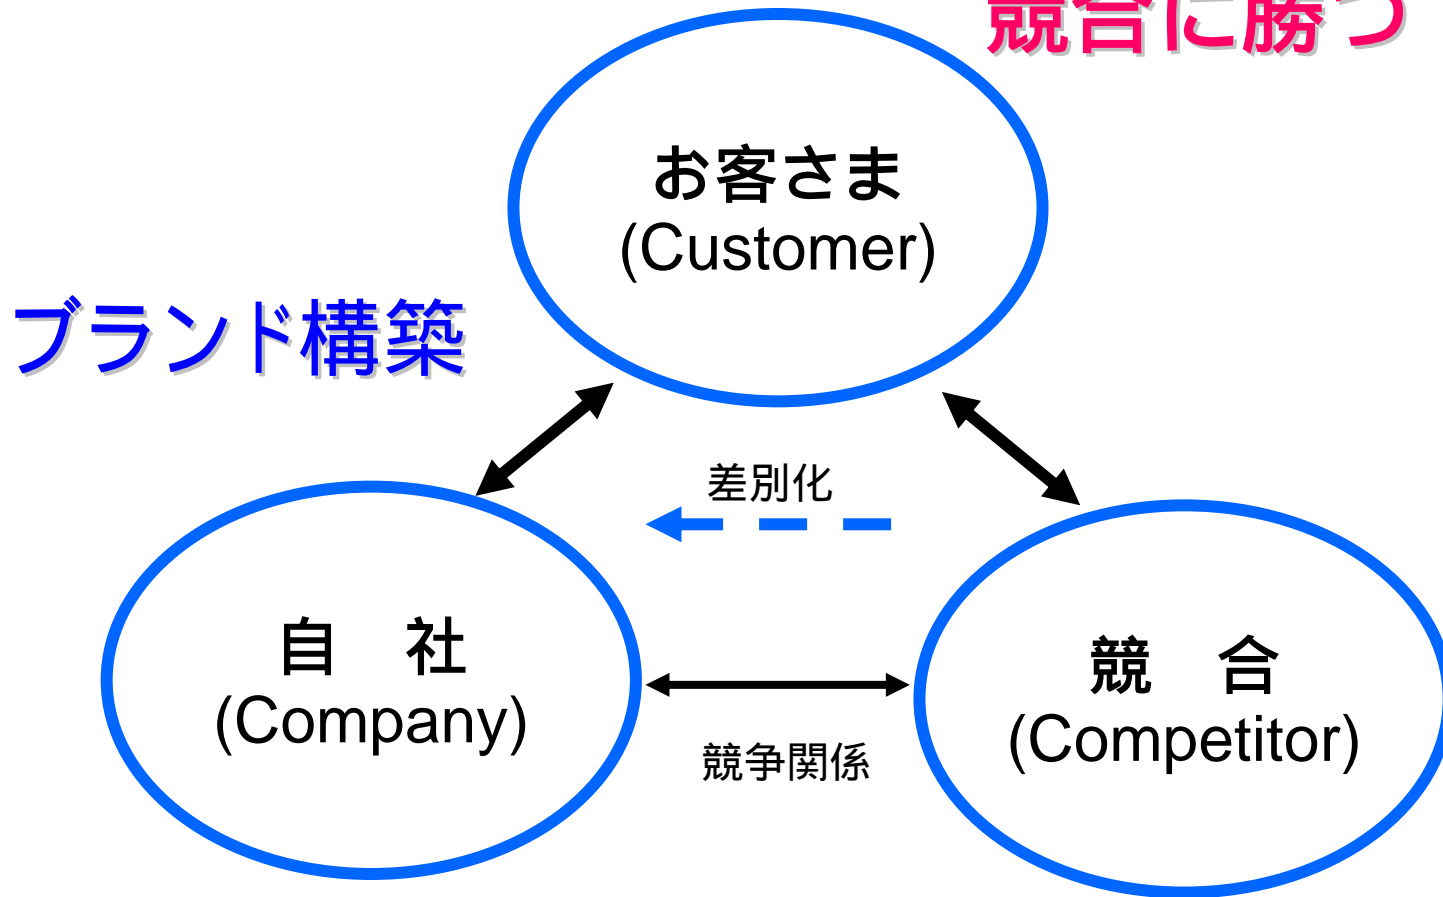 競合に勝つ
お客さま
(Customer)
ブランド構築
差別化
自　社
(Company)
競　合
(Competitor)
競争関係